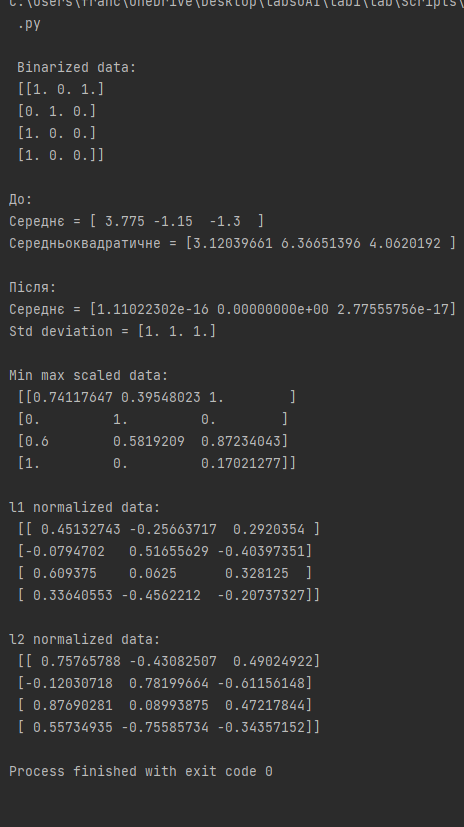 C:\Users\franc\OneDrive\Desktop\labsoAI\lab1\lab\Scripts\
.py
Binarized data:
[[1. 0. 1.]
[0. 1. 0.]
[1. 0. 0.]
[1. 0. 0.]]
До:
Середнє = [ 3.775 -1.15  -1.3  ]
Середньоквадратичне = [3.12039661 6.36651396 4.0620192 ]
Після:
Середнє = [1.11022302e-16 0.00000000e+00 2.77555756e-17]
Std deviation = [1. 1. 1.]
Min max scaled data:
[[0.74117647 0.39548023 1.        ]
[0.         1.         0.        ]
[0.6        0.5819209  0.87234043]
[1.         0.         0.17021277]]
l1 normalized data:
[[ 0.45132743 -0.25663717  0.2920354 ]
[-0.0794702   0.51655629 -0.40397351]
[ 0.609375    0.0625      0.328125  ]
[ 0.33640553 -0.4562212  -0.20737327]]
l2 normalized data:
[[ 0.75765788 -0.43082507  0.49024922]
[-0.12030718  0.78199664 -0.61156148]
[ 0.87690281  0.08993875  0.47217844]
[ 0.55734935 -0.75585734 -0.34357152]]
Process finished with exit code 0